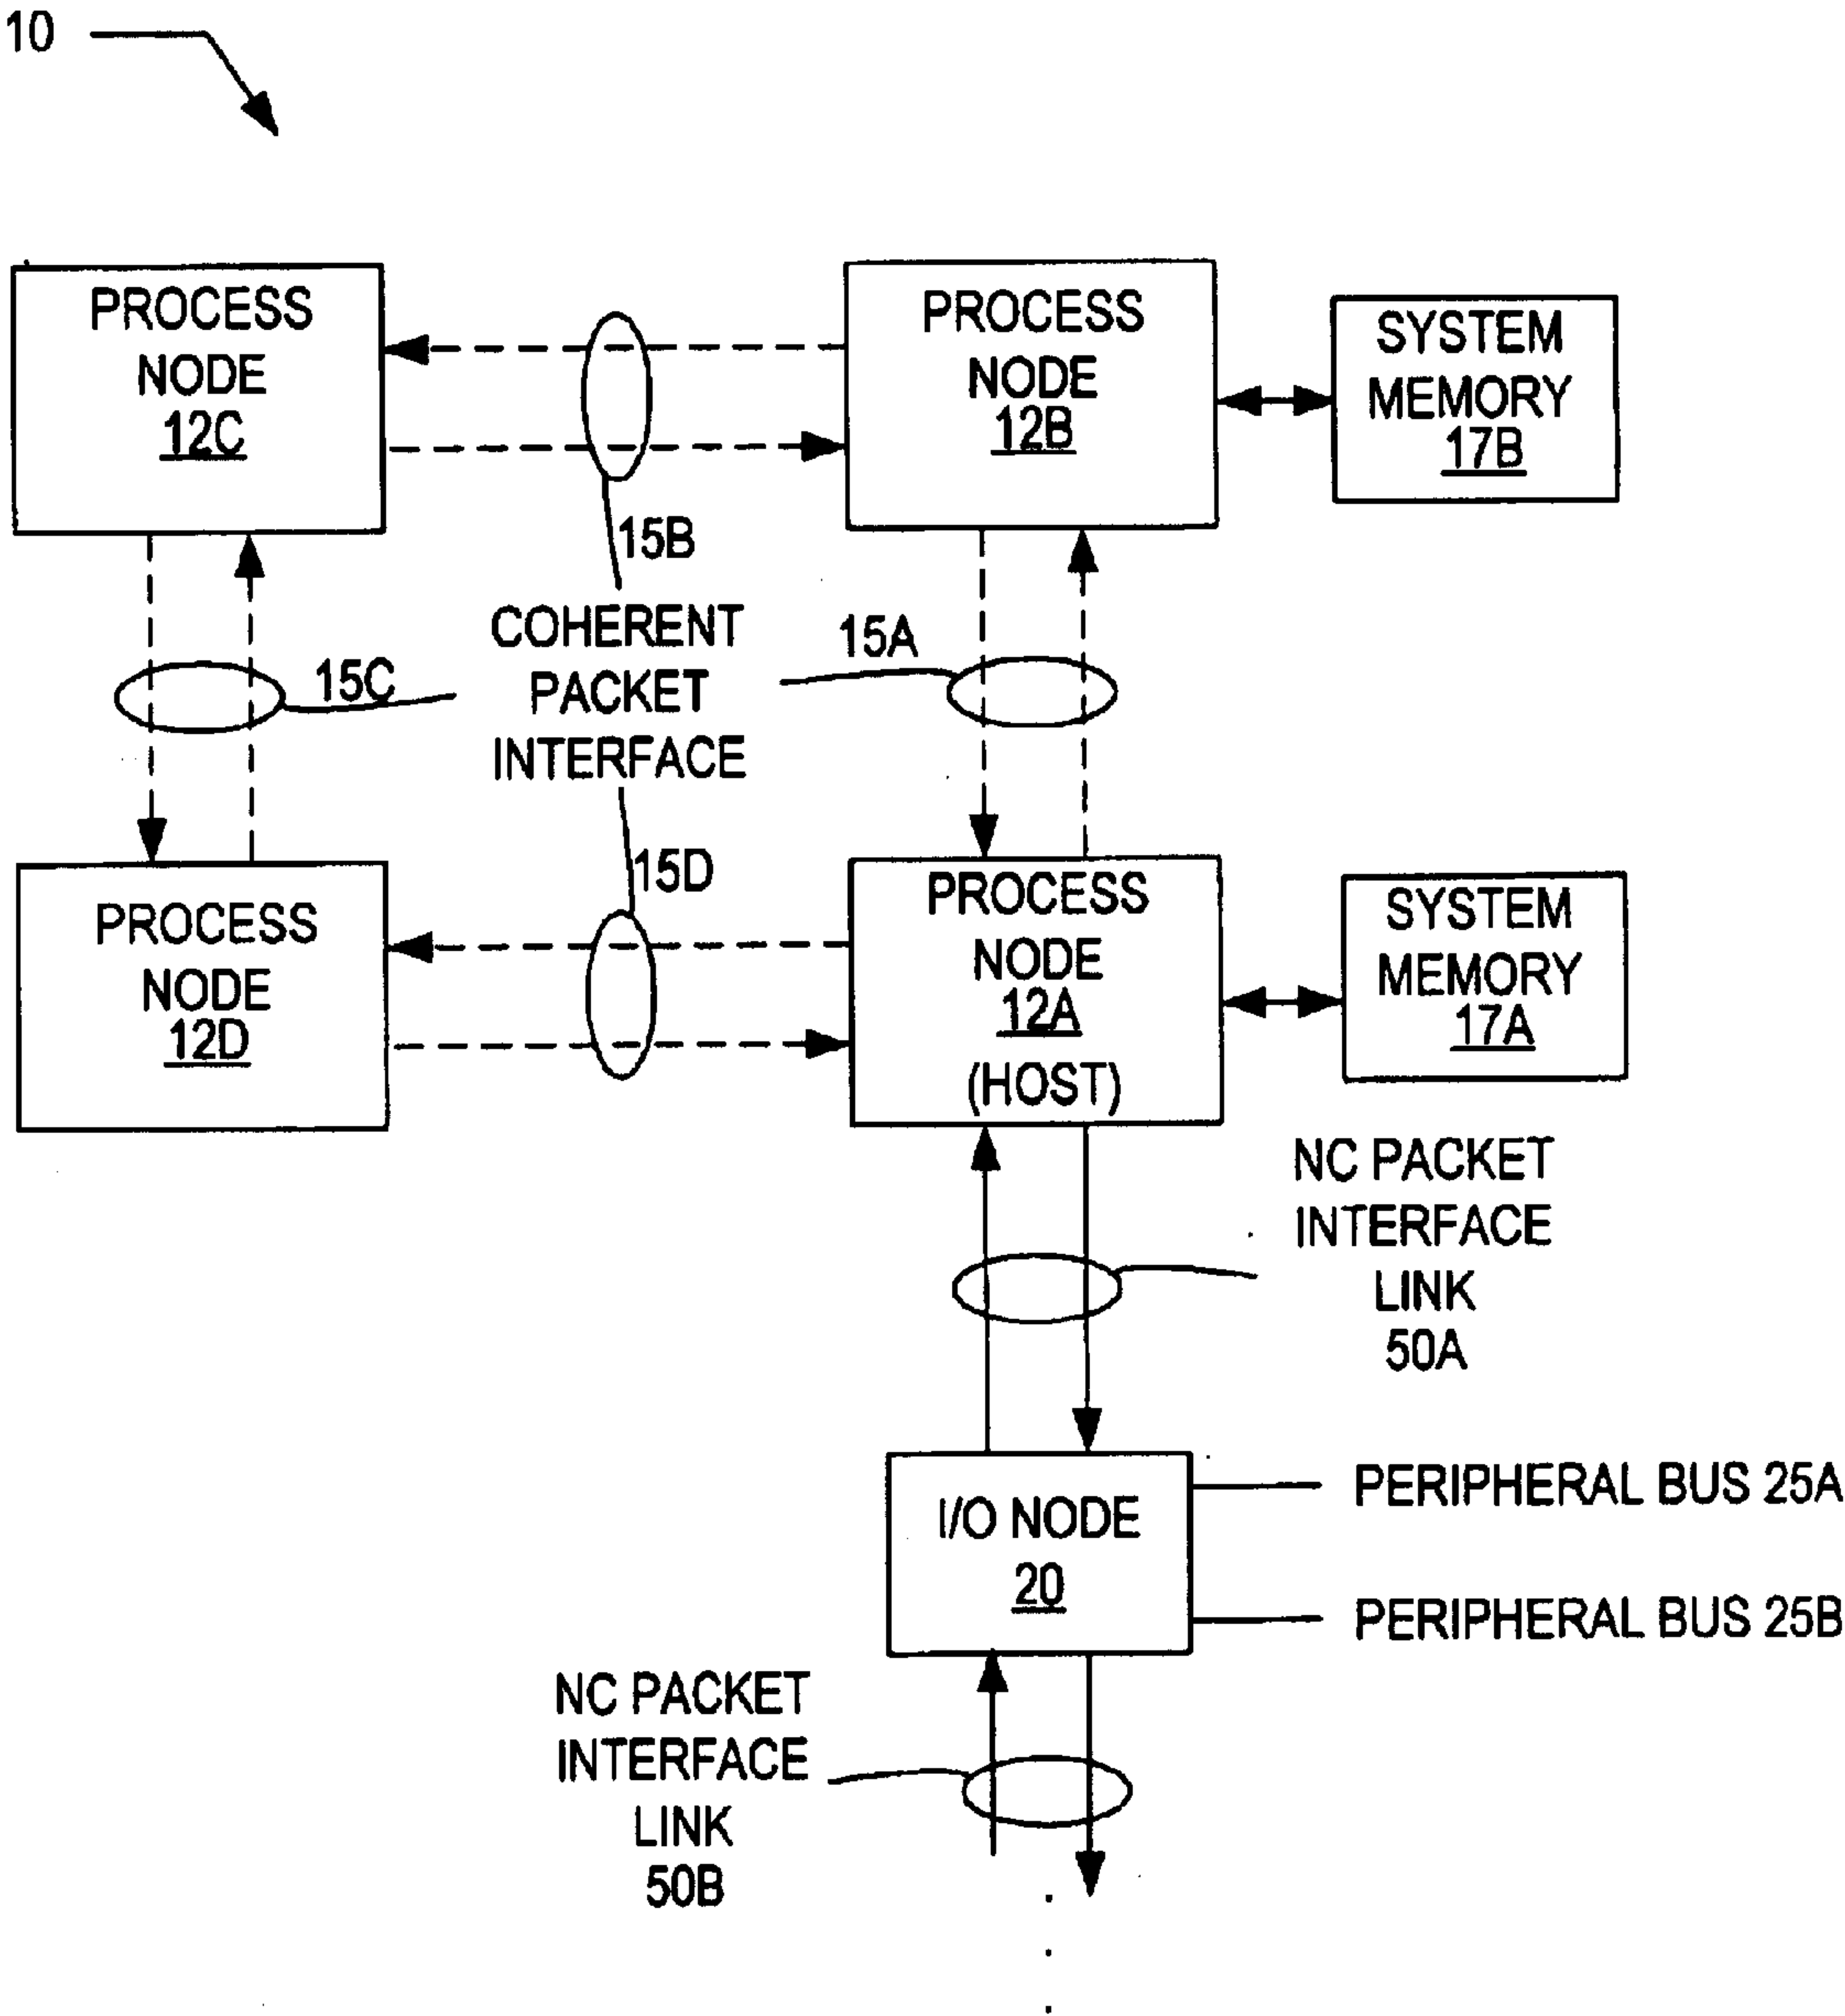 10
PROCESS
NODE
12C
PROCESS
NODE
12B
SYSTEM
MEMORY
17B
15B
COHERENT
PACKET
INTERFACE
15A
15C
15D
PROCESS
NODE
12D
PROCESS
NODE
12A
(HOST)
SYSTEM
MEMORY
17A
NC PACKET
INTERFACE
LINK
50A
I/O NODE
20
PERIPHERAL BUS 25A
PERIPHERAL BUS 25B
NC PACKET
INTERFACE
LINK
50B